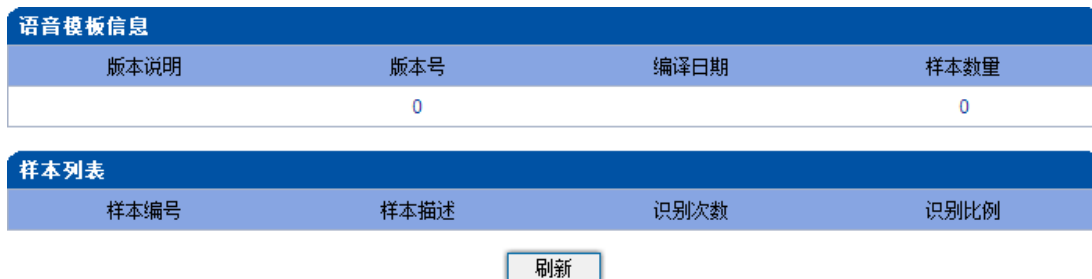 语音模板信息
版本说明 版本号 编译日期 样本数量
0 0
样本列表
样本编号 样本描述 识别次数 识别比例
刷新